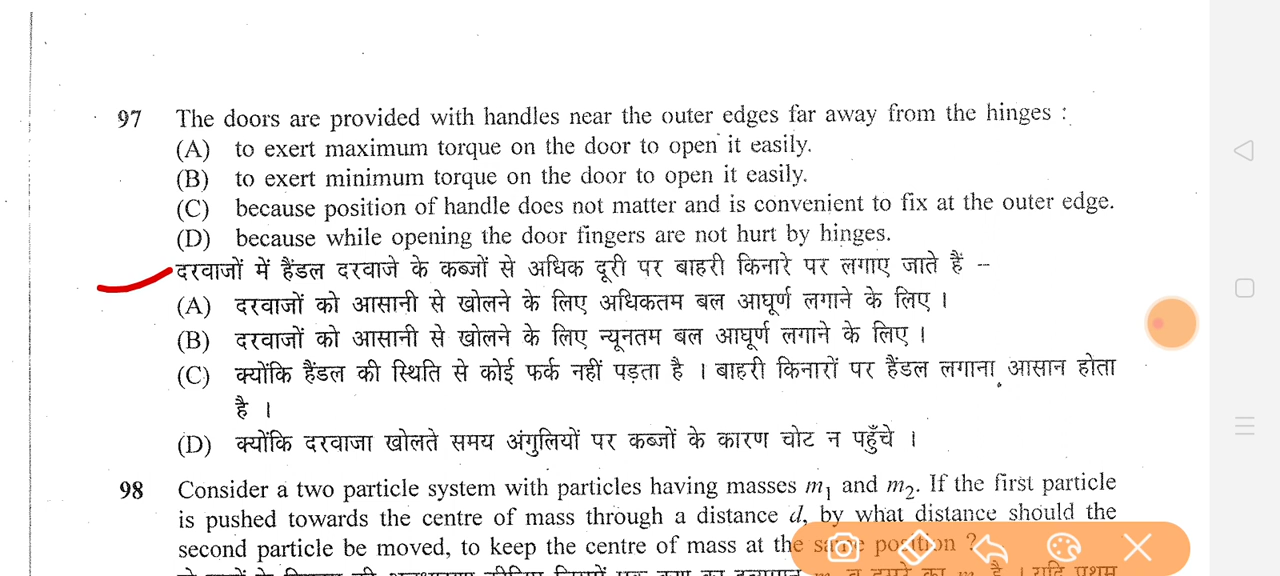 97 The doors are provided with handles near the outer edges far away from the hinges :
(A) to exert maximum torque on the door to open it easily.
(B) to exert minimum torque on the door to open it easily.
(C) because position of handle does not matter and is convenient to fix at the outer edge.
(D) because while opening the door fingers are not hurt by hinges.
दरवाजों में हैंडल दरवाजे के कब्जों से अधिक दूरी पर बाहरी किनारे पर लगाए जाते हैं –
(A) दरवाजों को आसानी से खोलने के लिए अधिकतम बल आघूर्ण लगाने के लिए ।
(B) दरवाजों को आसानी से खोलने के लिए न्यूनतम बल आघूर्ण लगाने के लिए ।
(C) क्योंकि हैंडल की स्थिति से कोई फर्क नहीं पड़ता है । बाहरी किनारों पर हैंडल लगाना आसान होता
है ।
(D) क्योंकि दरवाजा खोलते समय अंगुलियों पर कब्जों के कारण चोट न पहुँचे ।
98 Consider a two particle system with particles having masses m₁ and m₂. If the first particle
is pushed towards the centre of mass through a distance d, by what distance should the
second particle be moved, to keep the centre of mass at the same position ?